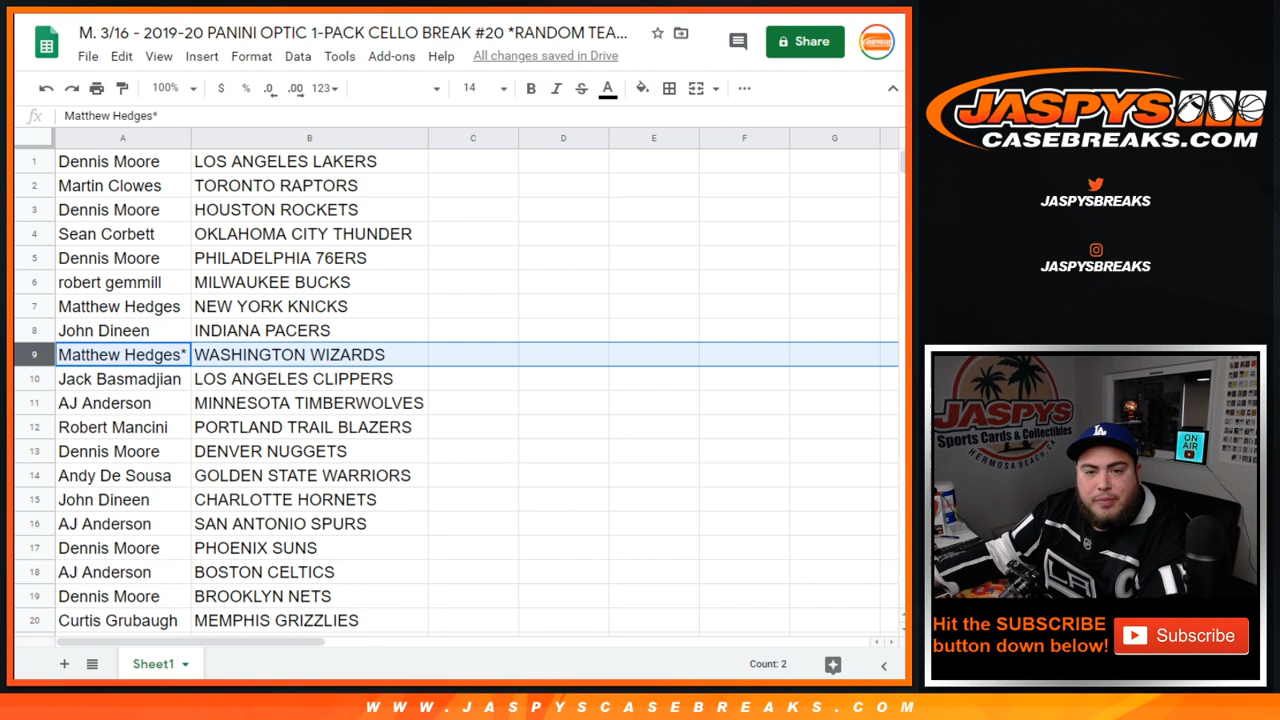 M. 3/16 - 2019-20 PANINI OPTIC 1-PACK CELLO BREAK #20 *RANDOM TEA...
File Edit View Insert Format Data Tools Add-ons Help All changes saved in Drive
Share
100% $ % .0 .00 123 14 B I S A
fx Matthew Hedges*
A B C D E F G
1 Dennis Moore LOS ANGELES LAKERS
2 Martin Clowes TORONTO RAPTORS
3 Dennis Moore HOUSTON ROCKETS
4 Sean Corbett OKLAHOMA CITY THUNDER
5 Dennis Moore PHILADELPHIA 76ERS
6 robert gemmill MILWAUKEE BUCKS
7 Matthew Hedges NEW YORK KNICKS
8 John Dineen INDIANA PACERS
9 Matthew Hedges* WASHINGTON WIZARDS
10 Jack Basmadjian LOS ANGELES CLIPPERS
11 AJ Anderson MINNESOTA TIMBERWOLVES
12 Robert Mancini PORTLAND TRAIL BLAZERS
13 Dennis Moore DENVER NUGGETS
14 Andy De Sousa GOLDEN STATE WARRIORS
15 John Dineen CHARLOTTE HORNETS
16 AJ Anderson SAN ANTONIO SPURS
17 Dennis Moore PHOENIX SUNS
18 AJ Anderson BOSTON CELTICS
19 Dennis Moore BROOKLYN NETS
20 Curtis Grubaugh MEMPHIS GRIZZLIES
Sheet1
Count: 2
JASPYS
CASEBREAKS.COM
JASPYSBREAKS
JASPYSBREAKS
JASPYS
Sports Cards & Collectibles
HERMOSA BEACH, CA
ON
AIR
LA
LA
C
Hit the SUBSCRIBE
button down below!
Subscribe
WWW.JASPYSCASEBREAKS.COM